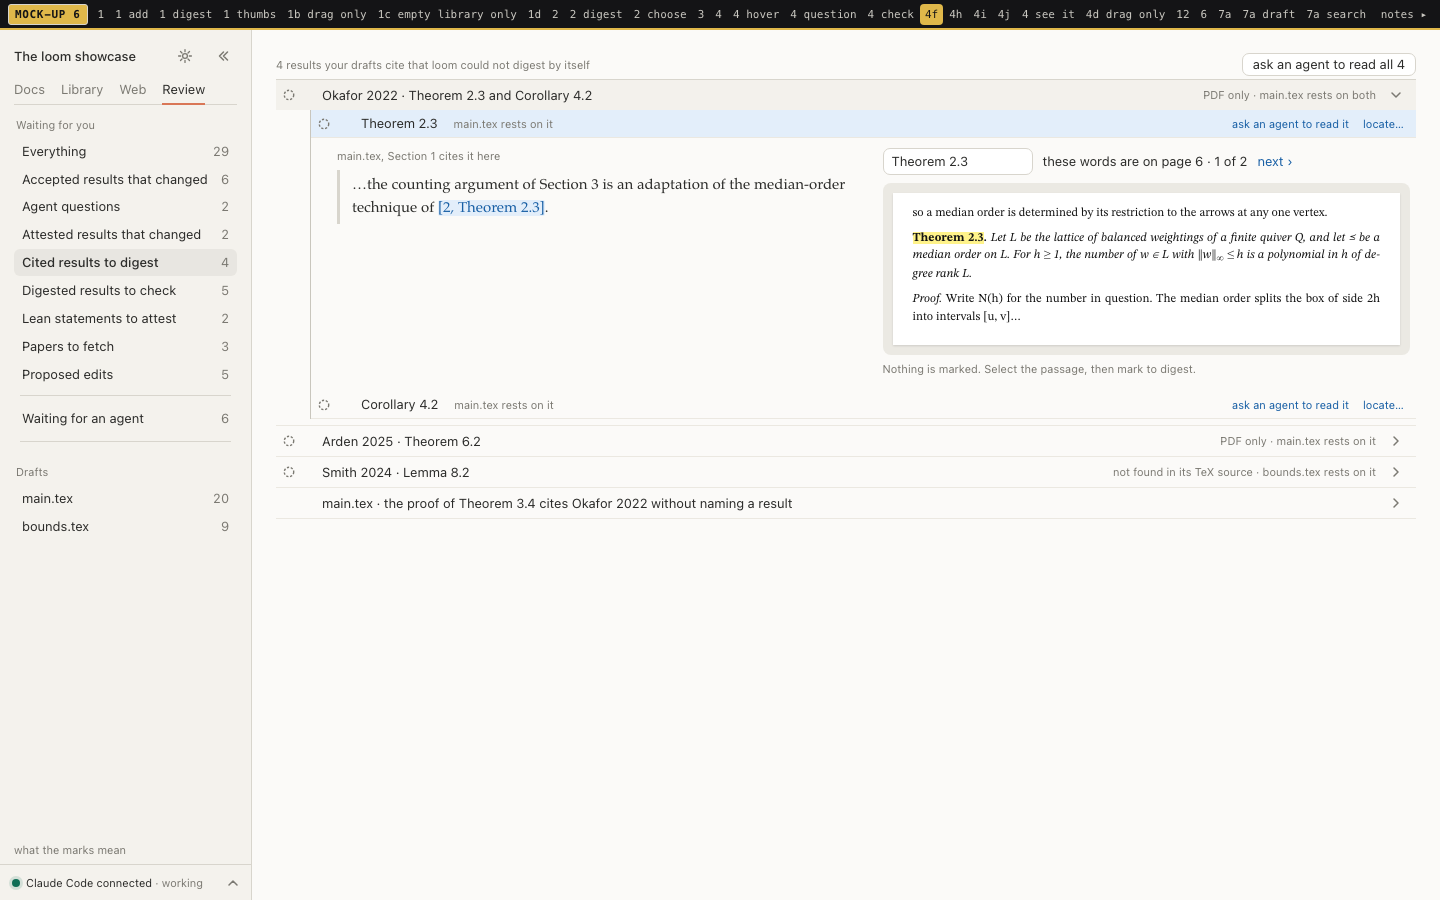 MOCK-UP 6 1 1 add 1 digest 1 thumbs 1b drag only 1c empty library only 1d 2 2 digest 2 choose 3 4 4 hover 4 question 4 check 4f 4h 4i 4j 4 see it 4d drag only 12 6 7a 7a draft 7a search notes ▸
The loom showcase
Docs Library Web Review
Waiting for you
Everything 29
Accepted results that changed 6
Agent questions 2
Attested results that changed 2
Cited results to digest 4
Digested results to check 5
Lean statements to attest 2
Papers to fetch 3
Proposed edits 5
Waiting for an agent 6
Drafts
main.tex 20
bounds.tex 9
what the marks mean
Claude Code connected · working
4 results your drafts cite that loom could not digest by itself
ask an agent to read all 4
Okafor 2022 · Theorem 2.3 and Corollary 4.2 PDF only · main.tex rests on both
Theorem 2.3 main.tex rests on it ask an agent to read it locate…
main.tex, Section 1 cites it here
…the counting argument of Section 3 is an adaptation of the median-order
technique of [2, Theorem 2.3].
Theorem 2.3 these words are on page 6 · 1 of 2 next ›
so a median order is determined by its restriction to the arrows at any one vertex.
Theorem 2.3. Let L be the lattice of balanced weightings of a finite quiver Q, and let ≤ be a
median order on L. For h ≥ 1, the number of w ∈ L with ‖w‖∞ ≤ h is a polynomial in h of de-
gree rank L.
Proof. Write N(h) for the number in question. The median order splits the box of side 2h
into intervals [u, v]…
Nothing is marked. Select the passage, then mark to digest.
Corollary 4.2 main.tex rests on it ask an agent to read it locate…
Arden 2025 · Theorem 6.2 PDF only · main.tex rests on it
Smith 2024 · Lemma 8.2 not found in its TeX source · bounds.tex rests on it
main.tex · the proof of Theorem 3.4 cites Okafor 2022 without naming a result